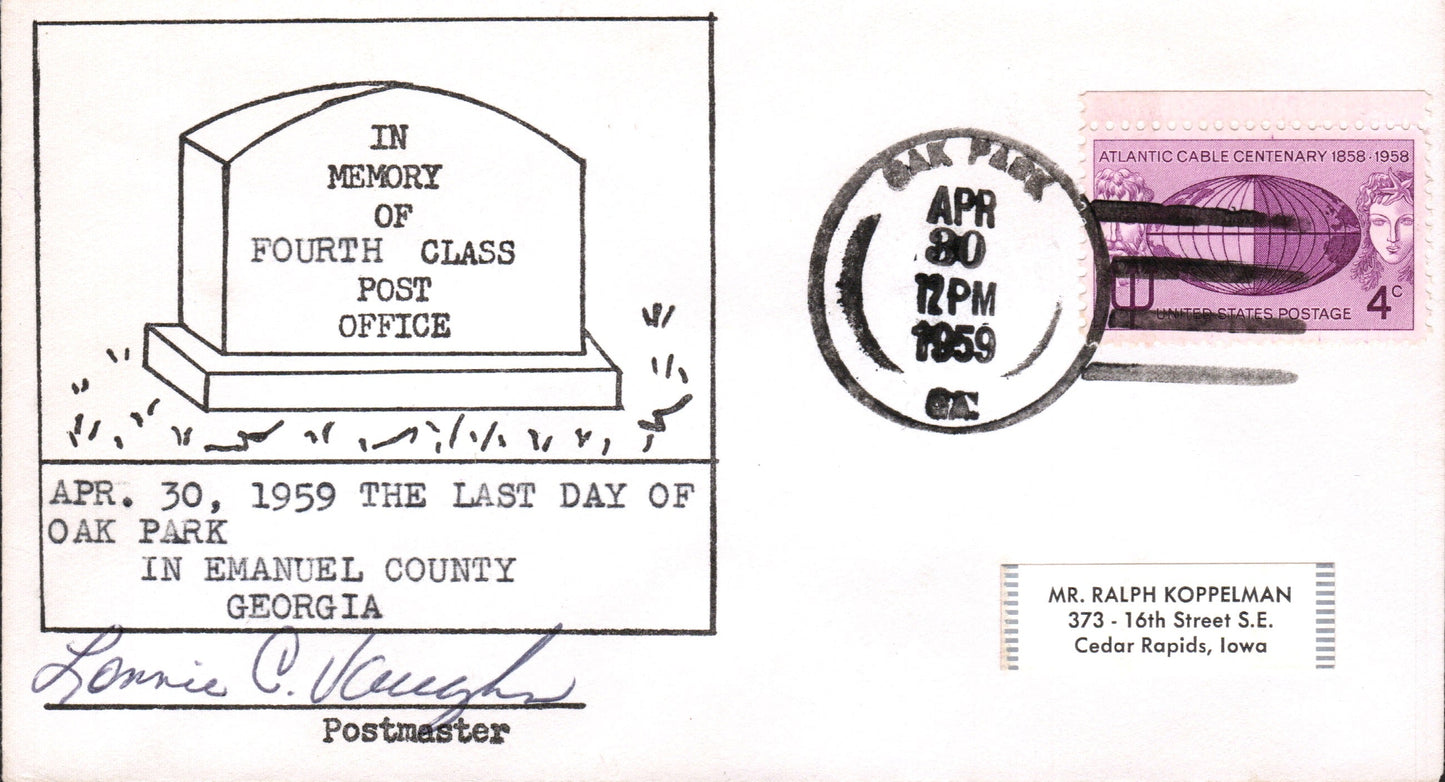 IN
MEMORY
OF
FOURTH CLASS
POST
OFFICE
APR. 30, 1959 THE LAST DAY OF
OAK PARK
IN EMANUEL COUNTY
GEORGIA
Lonnie C. Vaughn
Postmaster
OAK PARK
APR
30
12PM
1959
GA.
ATLANTIC CABLE CENTENARY 1858·1958
UNITED STATES POSTAGE 4c
MR. RALPH KOPPELMAN
373 - 16th Street S.E.
Cedar Rapids, Iowa